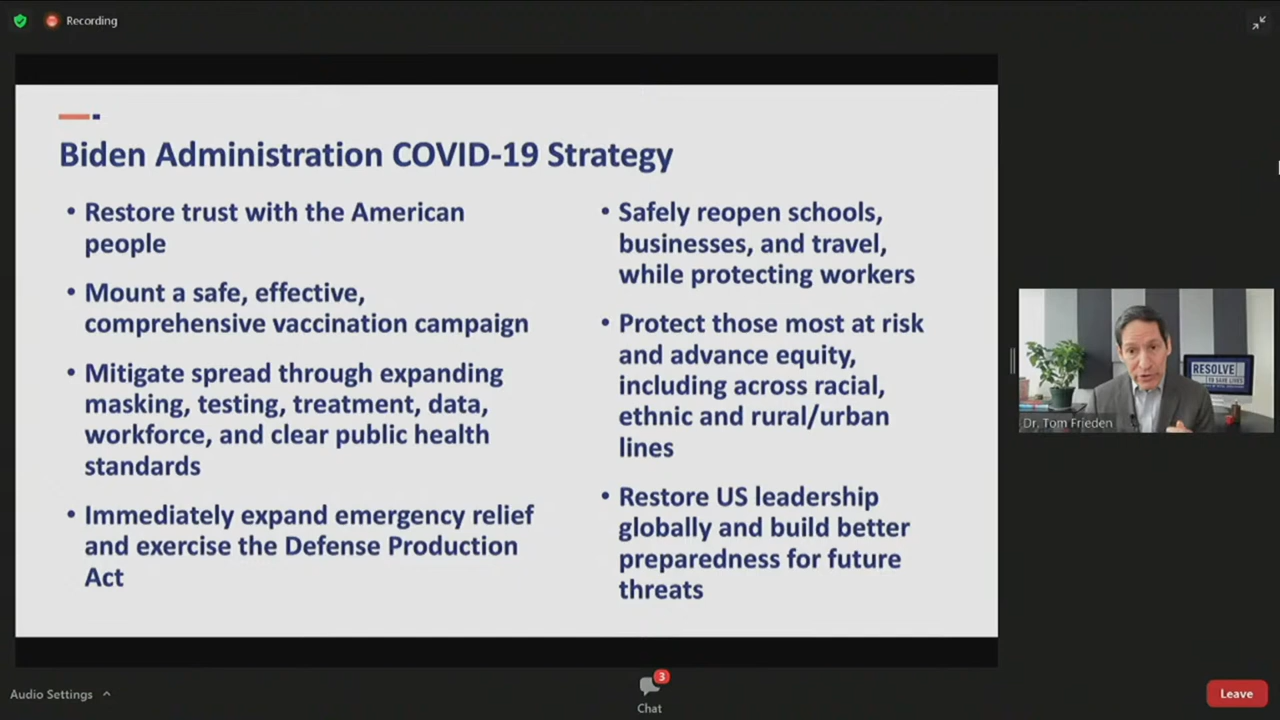 Recording
Biden Administration COVID-19 Strategy
• Restore trust with the American
people
• Mount a safe, effective,
comprehensive vaccination campaign
• Mitigate spread through expanding
masking, testing, treatment, data,
workforce, and clear public health
standards
• Immediately expand emergency relief
and exercise the Defense Production
Act
• Safely reopen schools,
businesses, and travel,
while protecting workers
• Protect those most at risk
and advance equity,
including across racial,
ethnic and rural/urban
lines
• Restore US leadership
globally and build better
preparedness for future
threats
RESOLVE
TO SAVE LIVES
Dr. Tom Frieden
Audio Settings
3
Chat
Leave